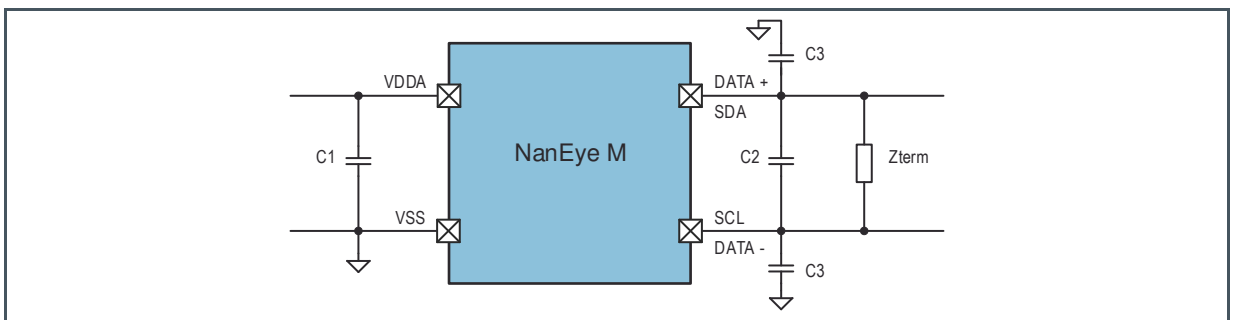 C3
VDDA
DATA +
SDA
C1
NanEye M
C2
Zterm
VSS
SCL
DATA -
C3